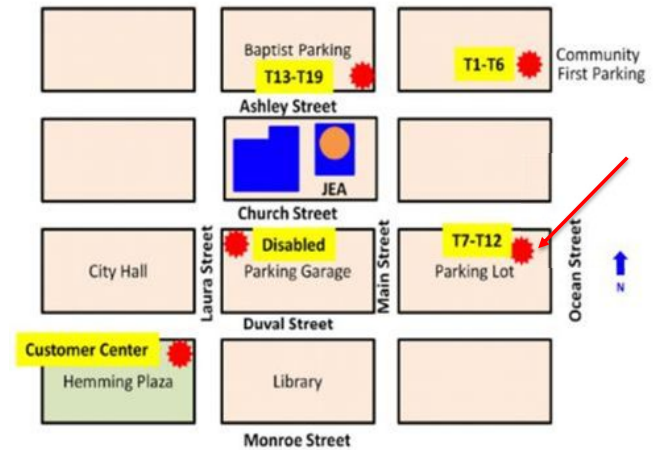 Baptist Parking
T13-T19
T1-T6
Community
First Parking
Ashley Street
JEA
Church Street
Laura Street
Disabled
Main Street
T7-T12
Ocean Street
City Hall
Parking Garage
Parking Lot
N
Duval Street
Customer Center
Hemming Plaza
Library
Monroe Street